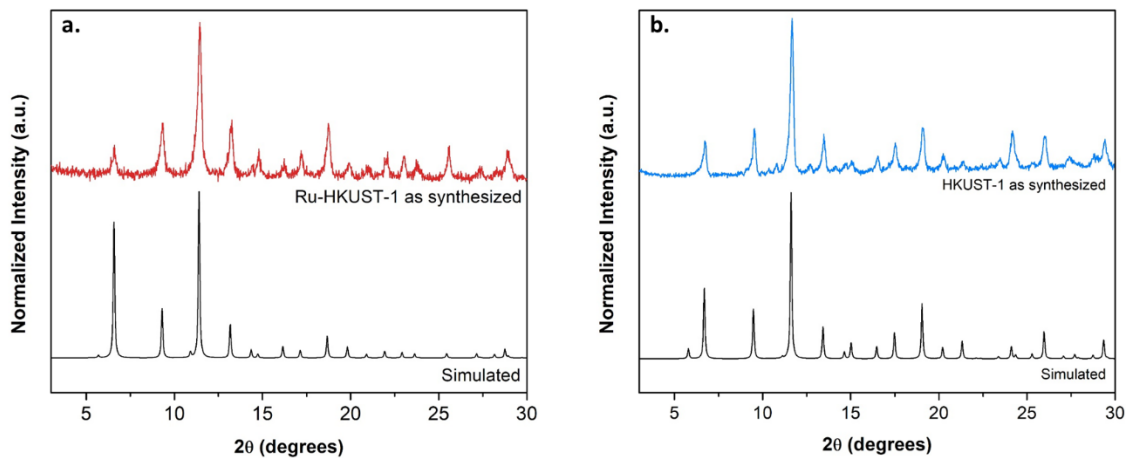 a.
Normalized Intensity (a.u.)
Ru-HKUST-1 as synthesized
Simulated
5 10 15 20 25 30
2θ (degrees)
b.
Normalized Intensity (a.u.)
HKUST-1 as synthesized
Simulated
5 10 15 20 25 30
2θ (degrees)